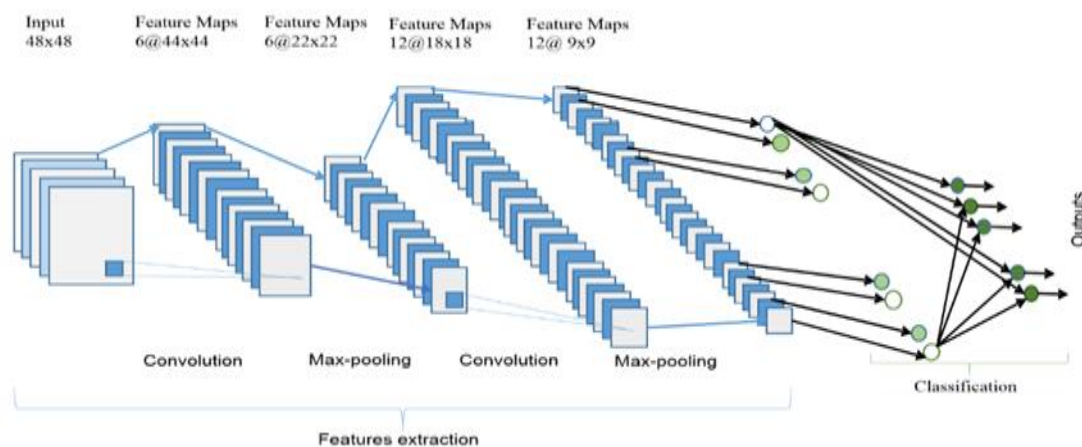 Input
48x48
Feature Maps
6@44x44
Feature Maps
6@22x22
Feature Maps
12@18x18
Feature Maps
12@ 9x9
Outputs
Convolution
Max-pooling
Convolution
Max-pooling
Classification
Features extraction